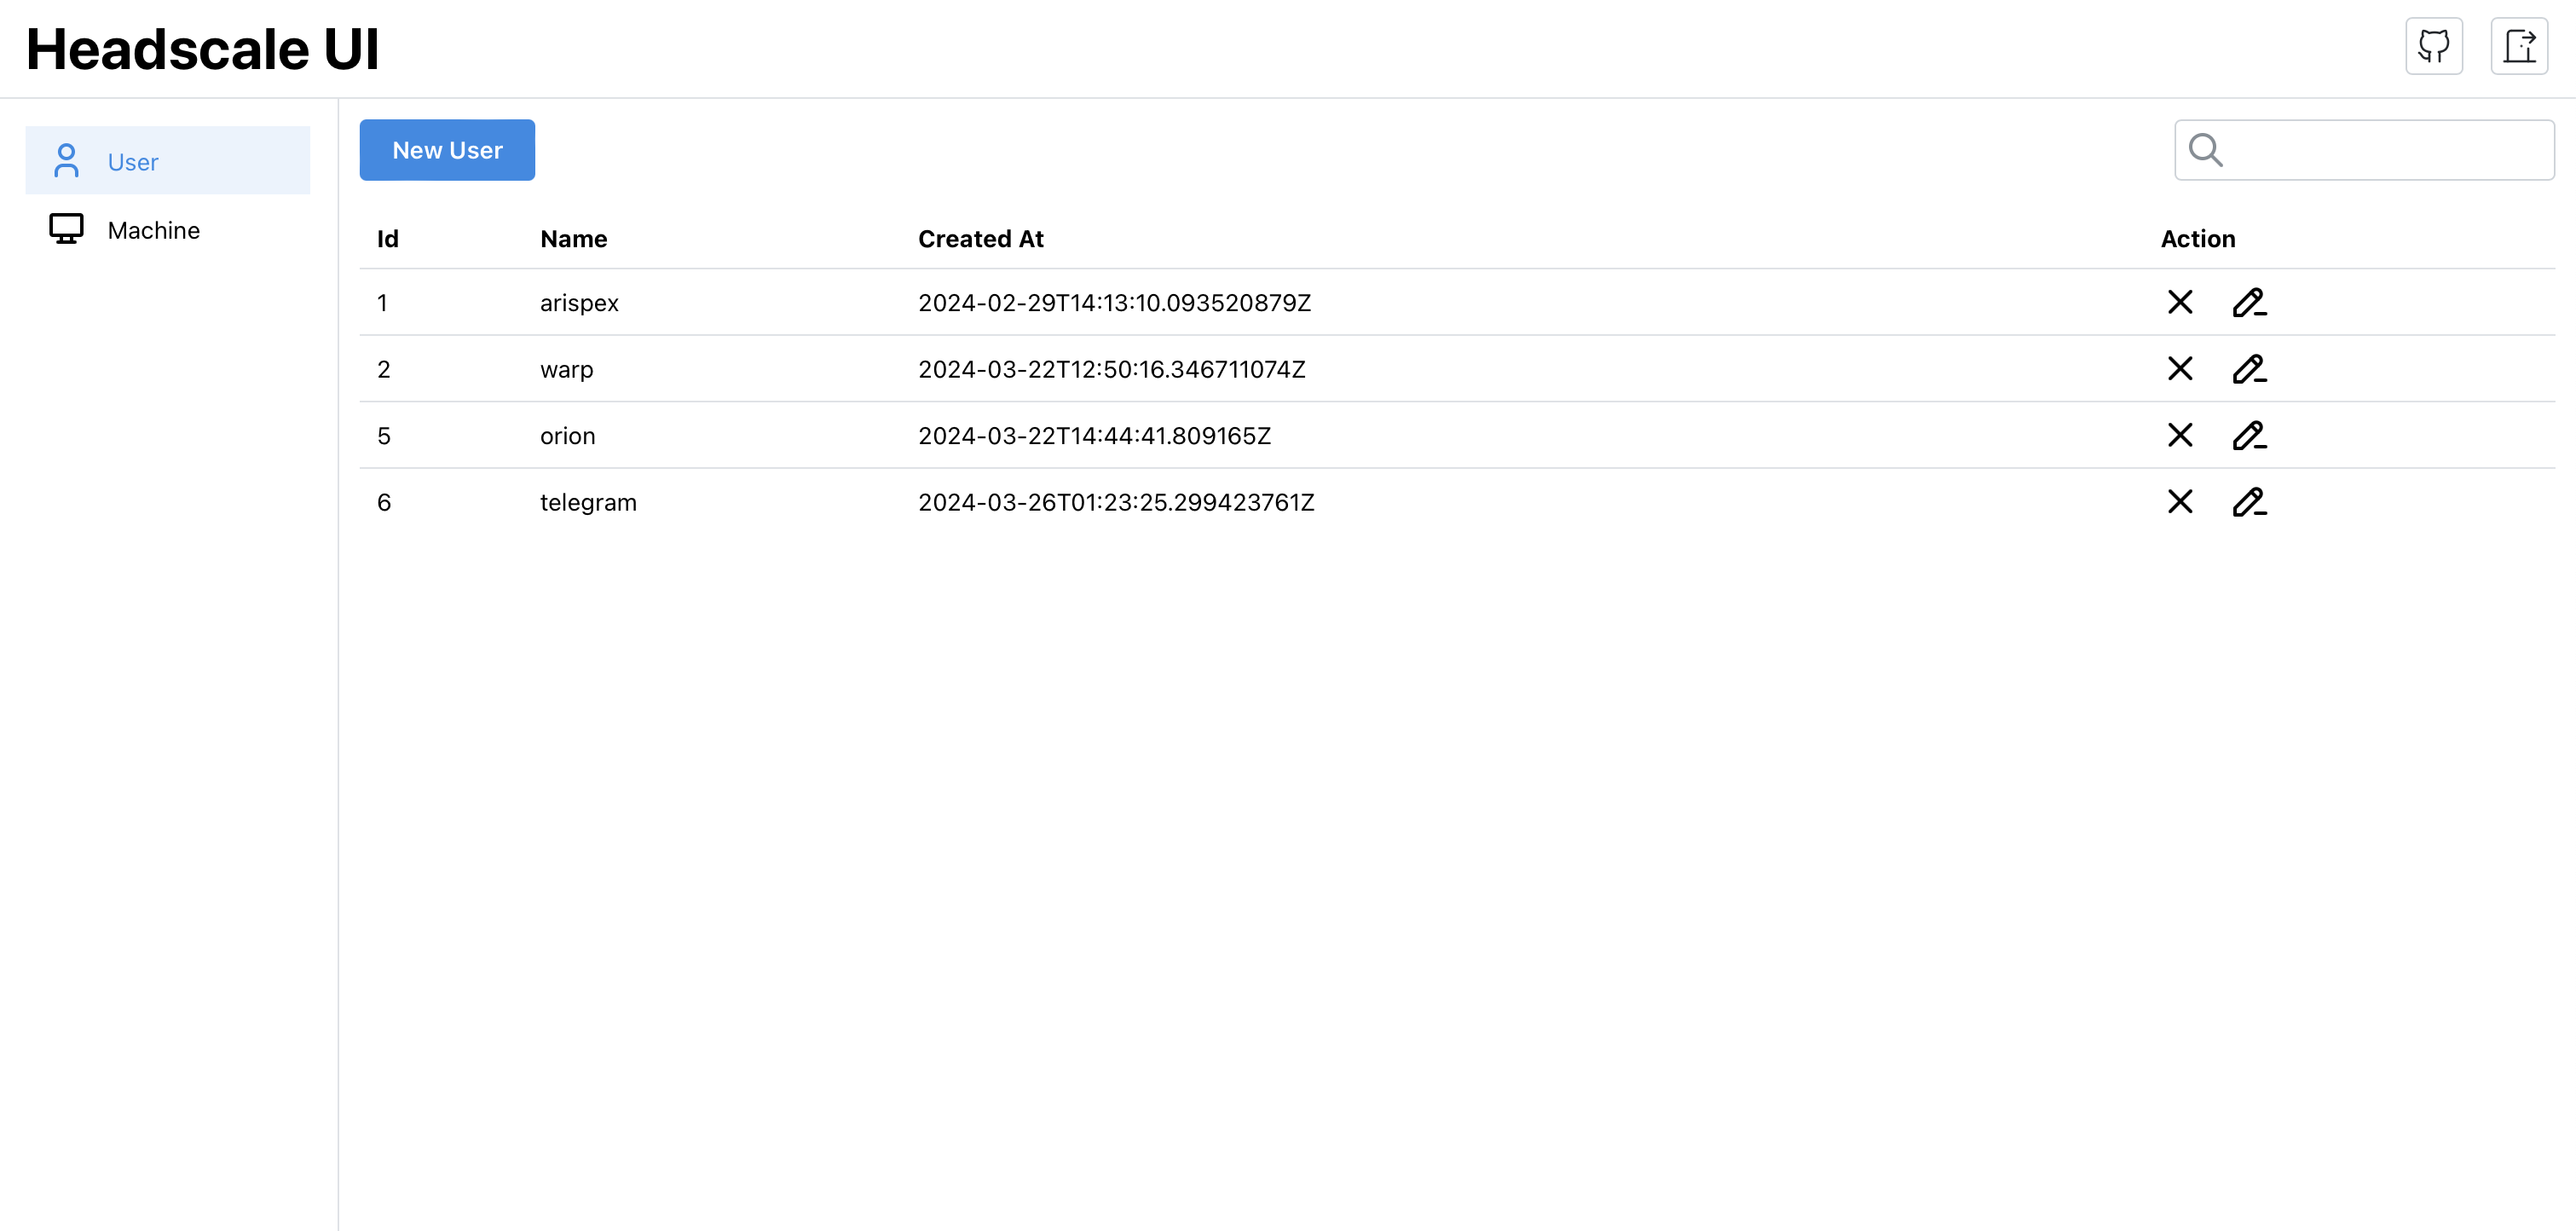 Headscale UI
User
Machine
New User
Id Name Created At Action
1 arispex 2024-02-29T14:13:10.093520879Z
2 warp 2024-03-22T12:50:16.346711074Z
5 orion 2024-03-22T14:44:41.809165Z
6 telegram 2024-03-26T01:23:25.299423761Z